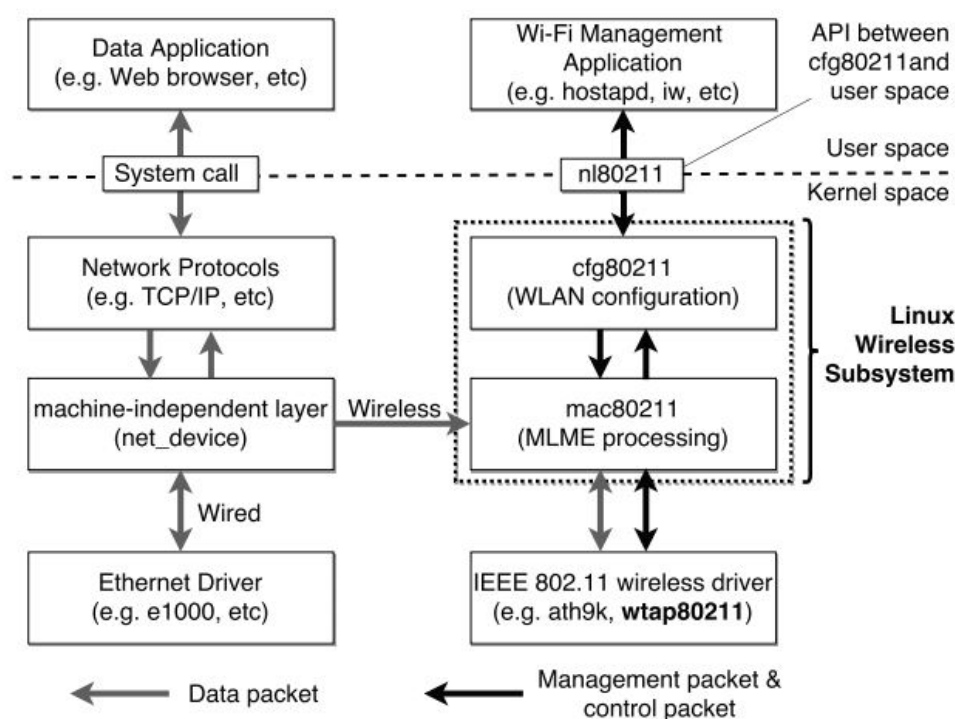 Data Application
(e.g. Web browser, etc)
Wi-Fi Management
Application
(e.g. hostapd, iw, etc)
API between
cfg80211and
user space
System call
nl80211
User space
Kernel space
Network Protocols
(e.g. TCP/IP, etc)
cfg80211
(WLAN configuration)
Linux
Wireless
Subsystem
machine-independent layer
(net_device)
Wireless
mac80211
(MLME processing)
Wired
Ethernet Driver
(e.g. e1000, etc)
IEEE 802.11 wireless driver
(e.g. ath9k, wtap80211)
Data packet
Management packet &
control packet